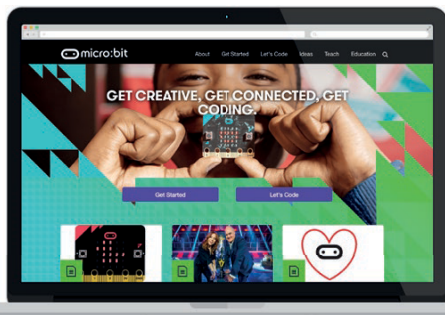 micro:bit
About Get Started Let's Code Ideas Teach Education
GET CREATIVE, GET CONNECTED, GET
CODING.
Get Started Let's Code